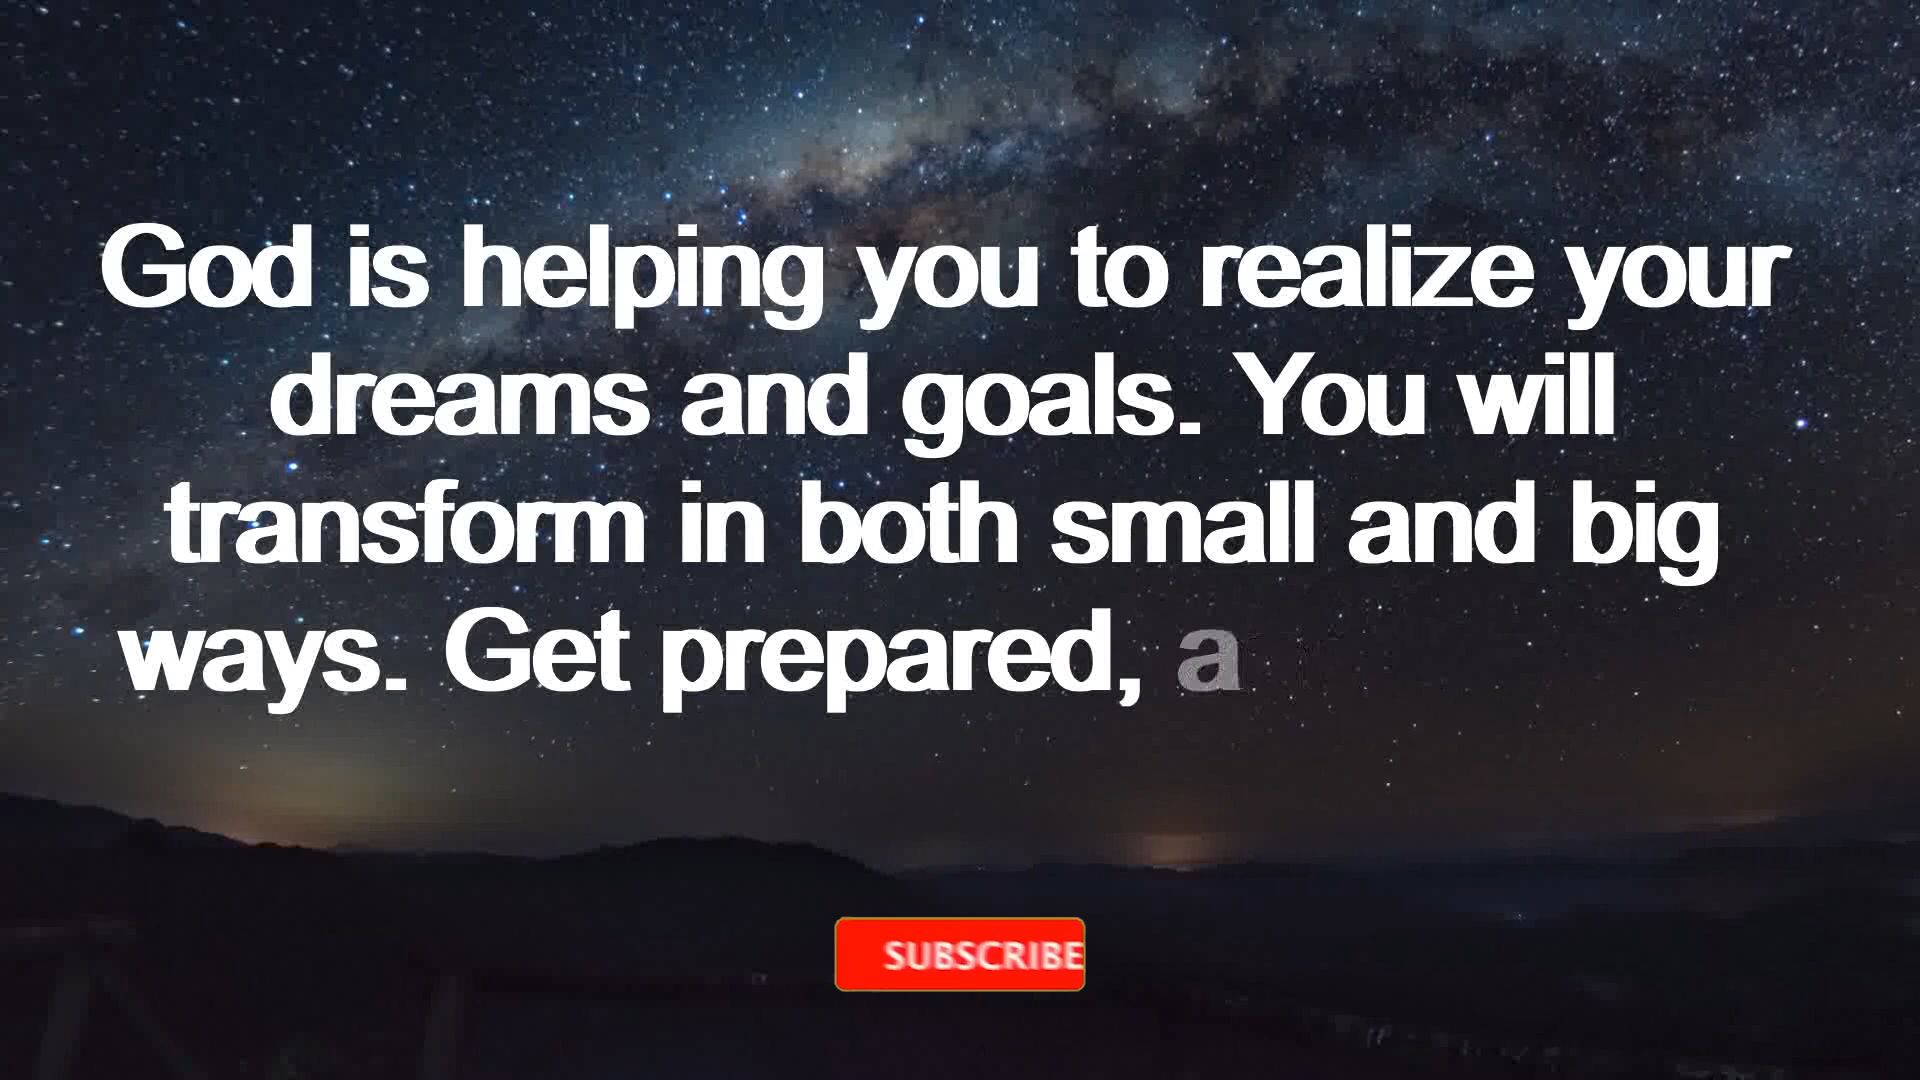 God is helping you to realize your
dreams and goals. You will
transform in both small and big
ways. Get prepared, a
SUBSCRIBE